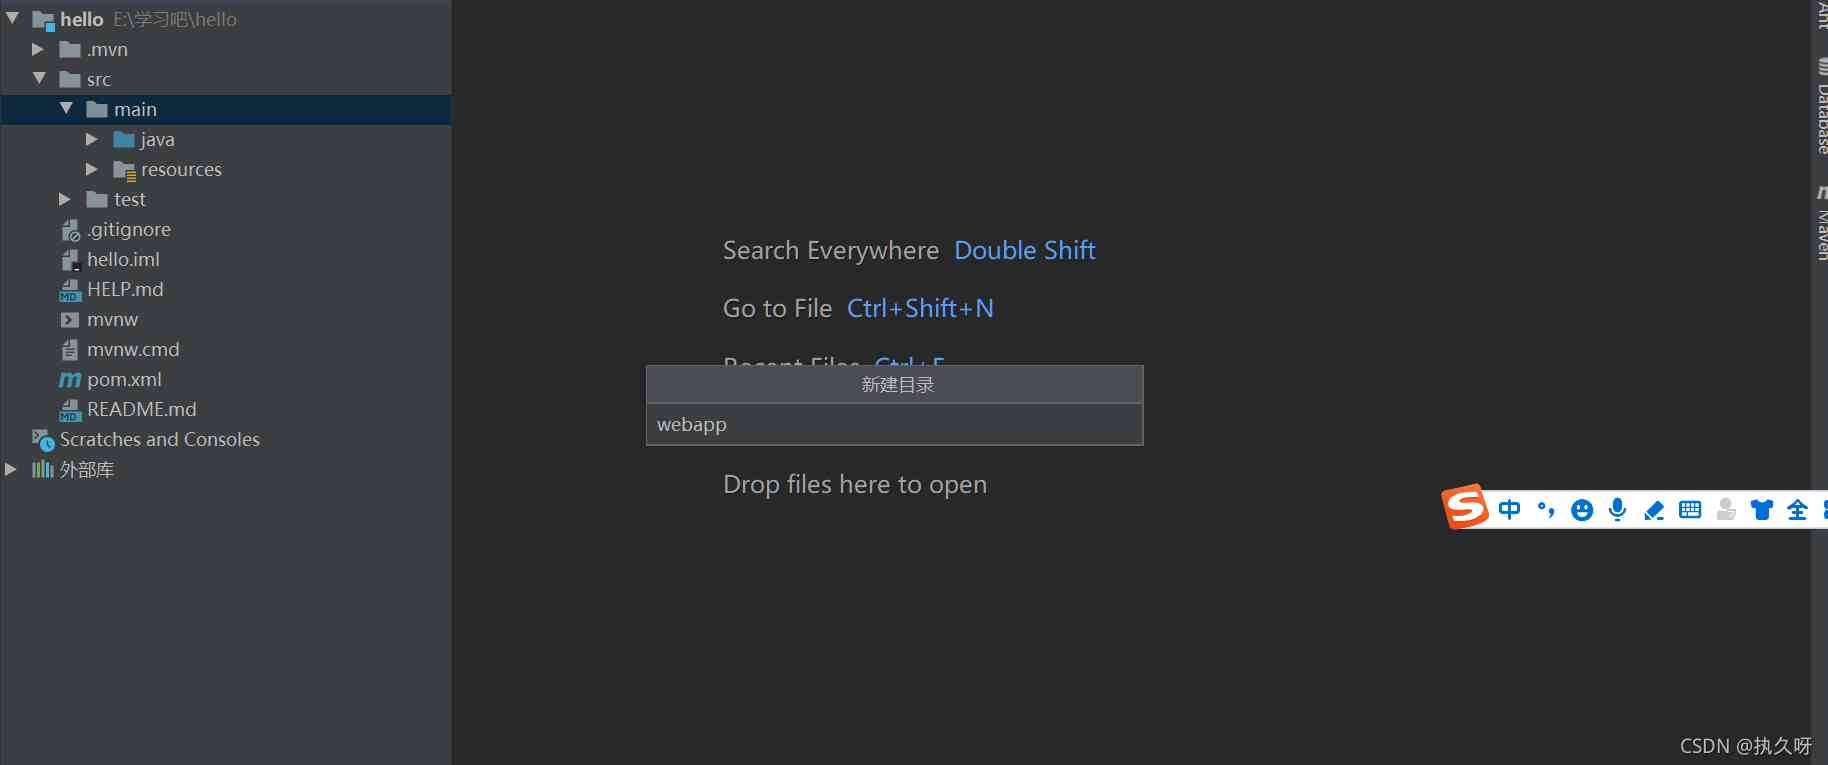 hello E:\学习吧\hello
.mvn
src
main
java
resources
test
.gitignore
hello.iml
HELP.md
mvnw
mvnw.cmd
pom.xml
README.md
Scratches and Consoles
外部库
Search Everywhere Double Shift
Go to File Ctrl+Shift+N
Recent Files Ctrl+E
新建目录
webapp
Drop files here to open
Ant
Database
Maven
中
全
CSDN @执久呀